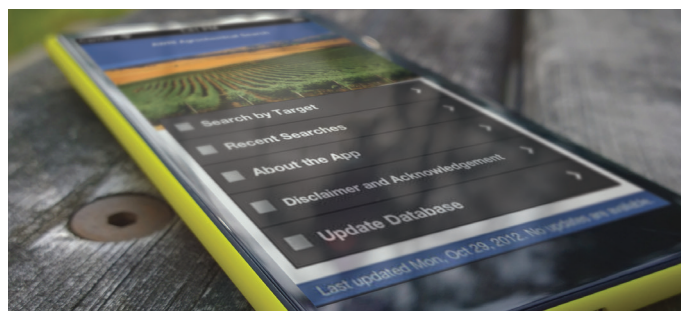 Search by Target
Recent Searches
About the App
Disclaimer and Acknowledgement
Update Database
Last updated Mon, Oct 29, 2012. No updates are available.